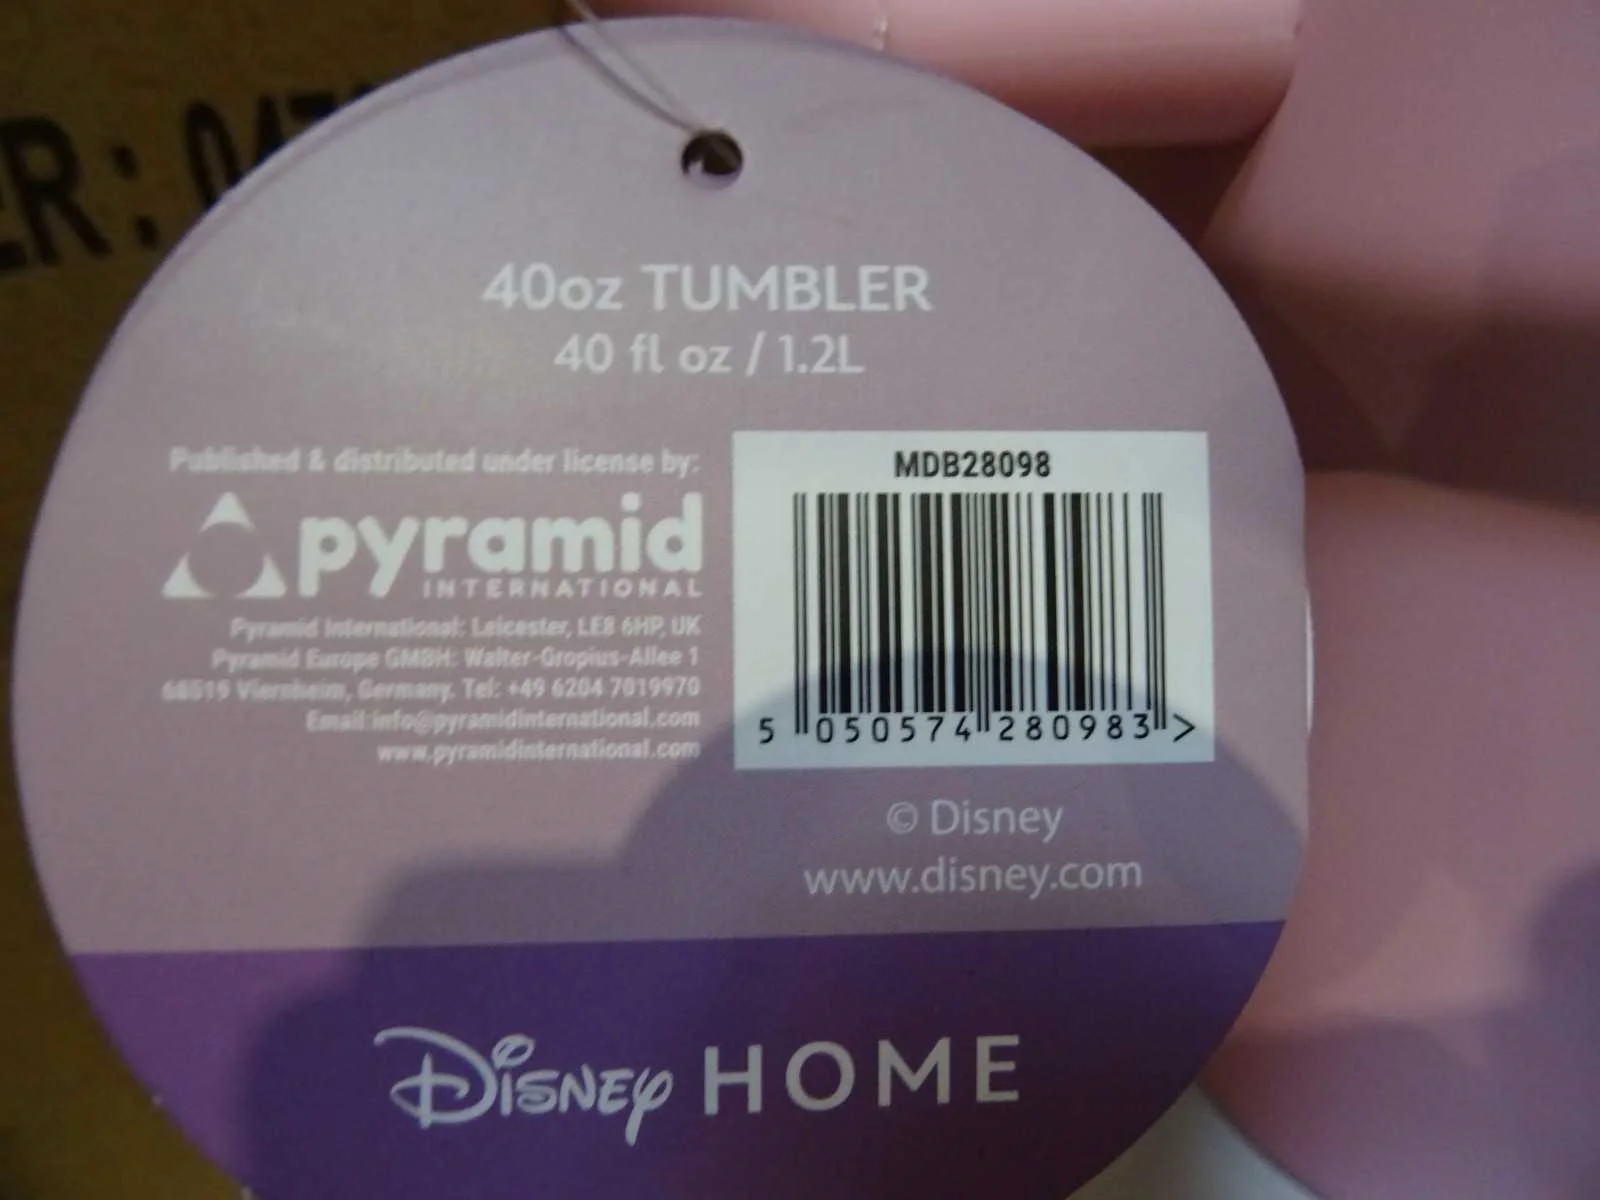 ER: 047
40oz TUMBLER
40 fl oz / 1.2L
Published & distributed under license by:
pyramid
INTERNATIONAL
Pyramid International: Leicester, LE8 6HP, UK
Pyramid Europe GMBH: Walter-Gropius-Allee 1
68519 Viernheim, Germany. Tel: +49 6204 7019970
Email:info@pyramidinternational.com
www.pyramidinternational.com
MDB28098
5 050574 280983 >
© Disney
www.disney.com
Disney HOME